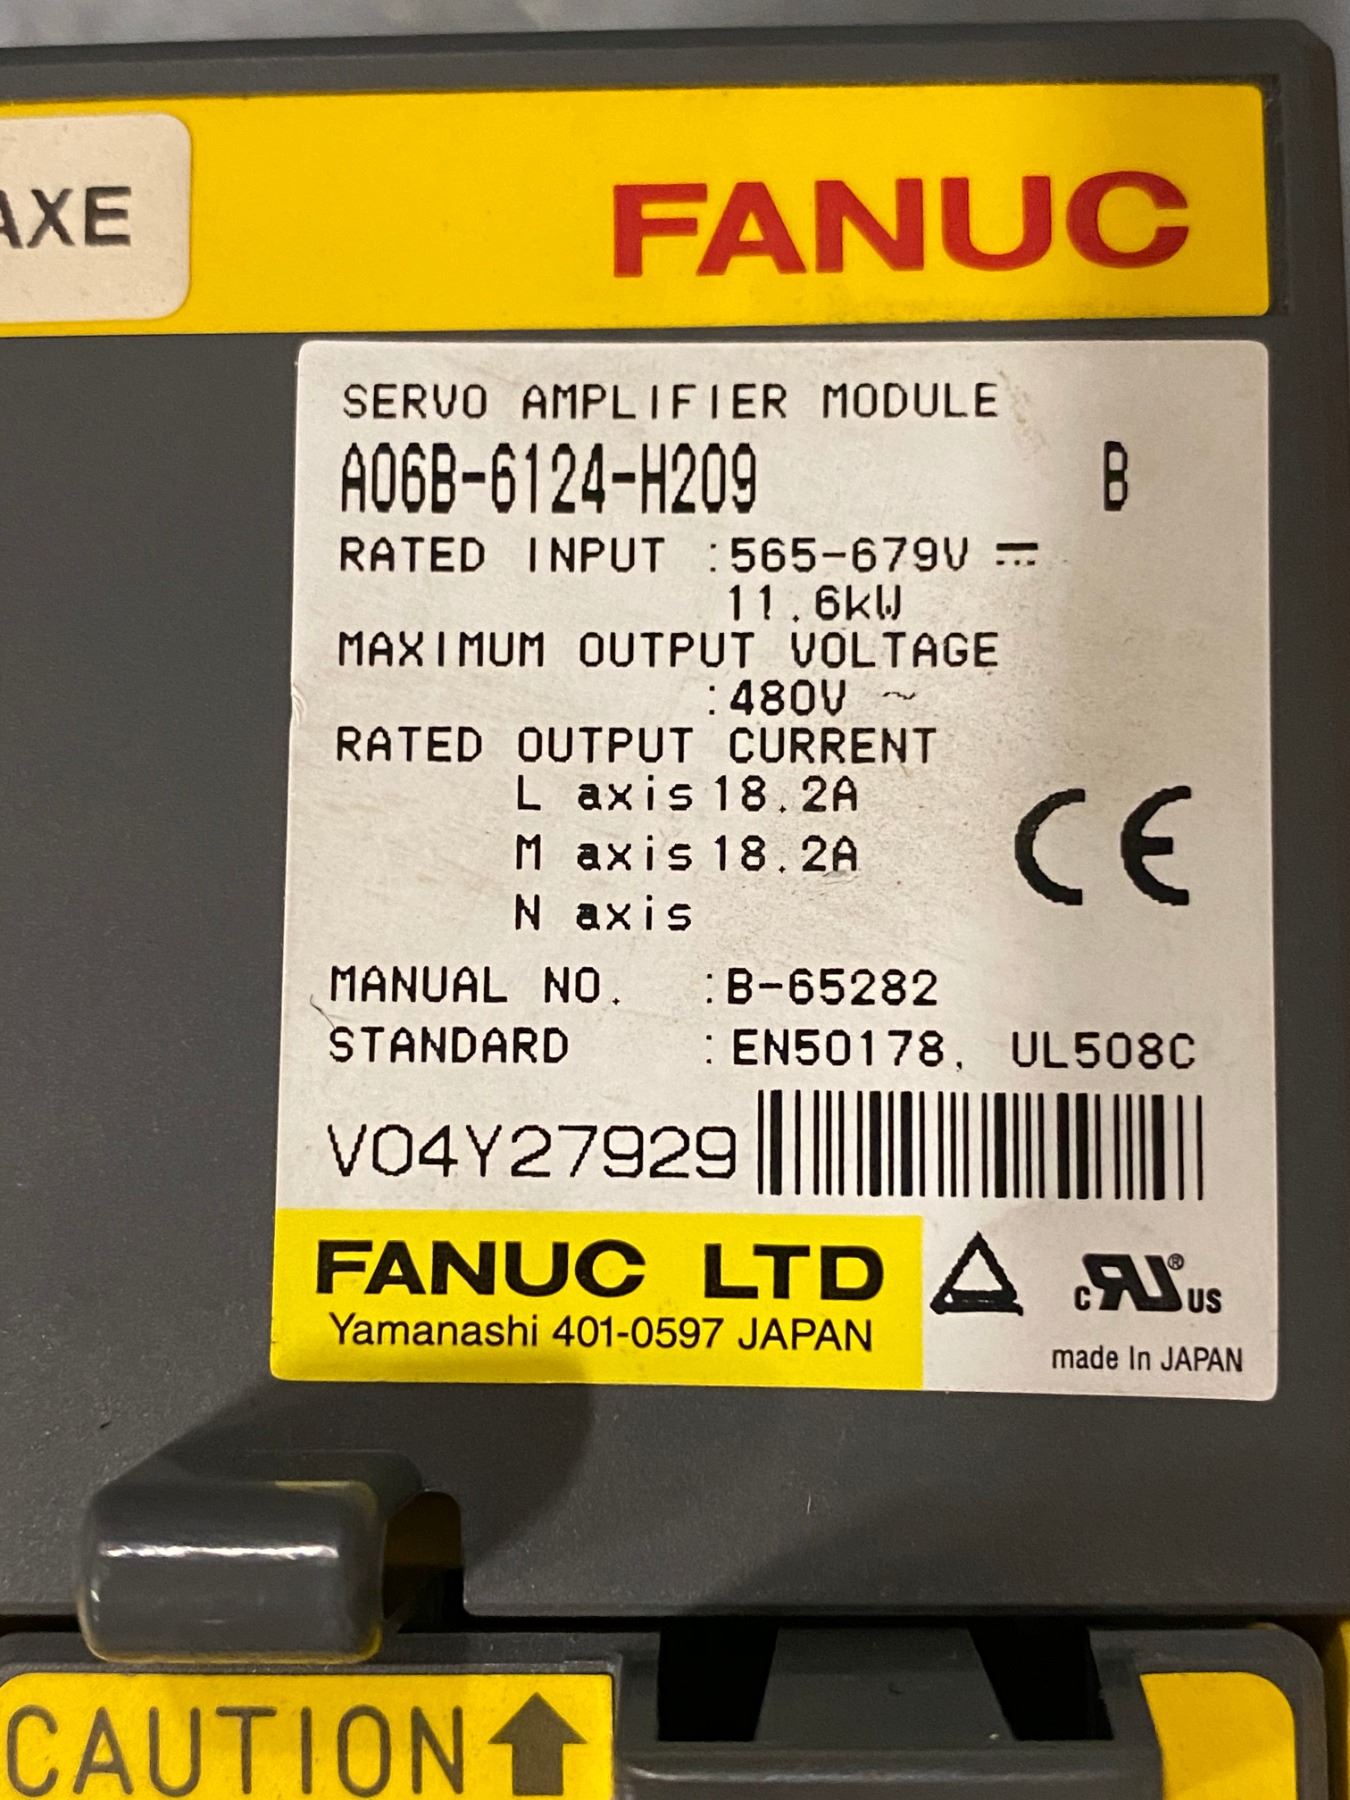 AXE
FANUC
SERVO AMPLIFIER MODULE
A06B-6124-H209 B
RATED INPUT :565-679V ⎓
11.6kW
MAXIMUM OUTPUT VOLTAGE
:480V ~
RATED OUTPUT CURRENT
L axis 18.2A
M axis 18.2A
N axis
CE
MANUAL NO. :B-65282
STANDARD :EN50178, UL508C
V04Y27929
FANUC LTD
Yamanashi 401-0597 JAPAN
c RU® US
made In JAPAN
CAUTION